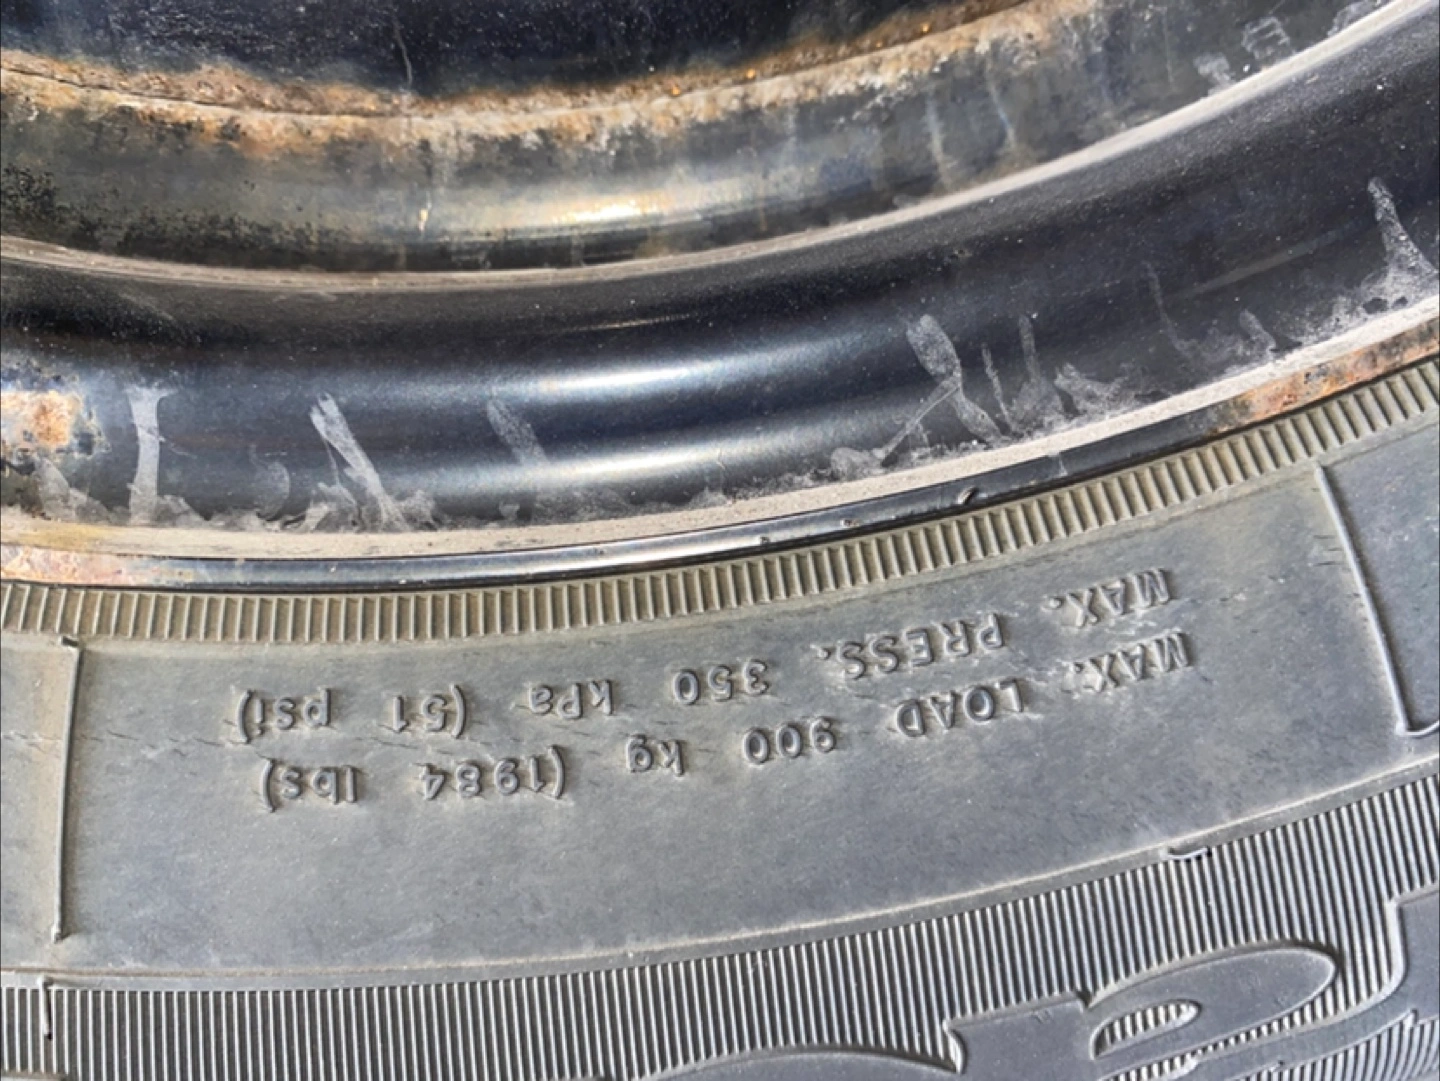 MAX. LOAD 900 kg (1984 lbs)
MAX. PRESS. 350 kPa (51 psi)